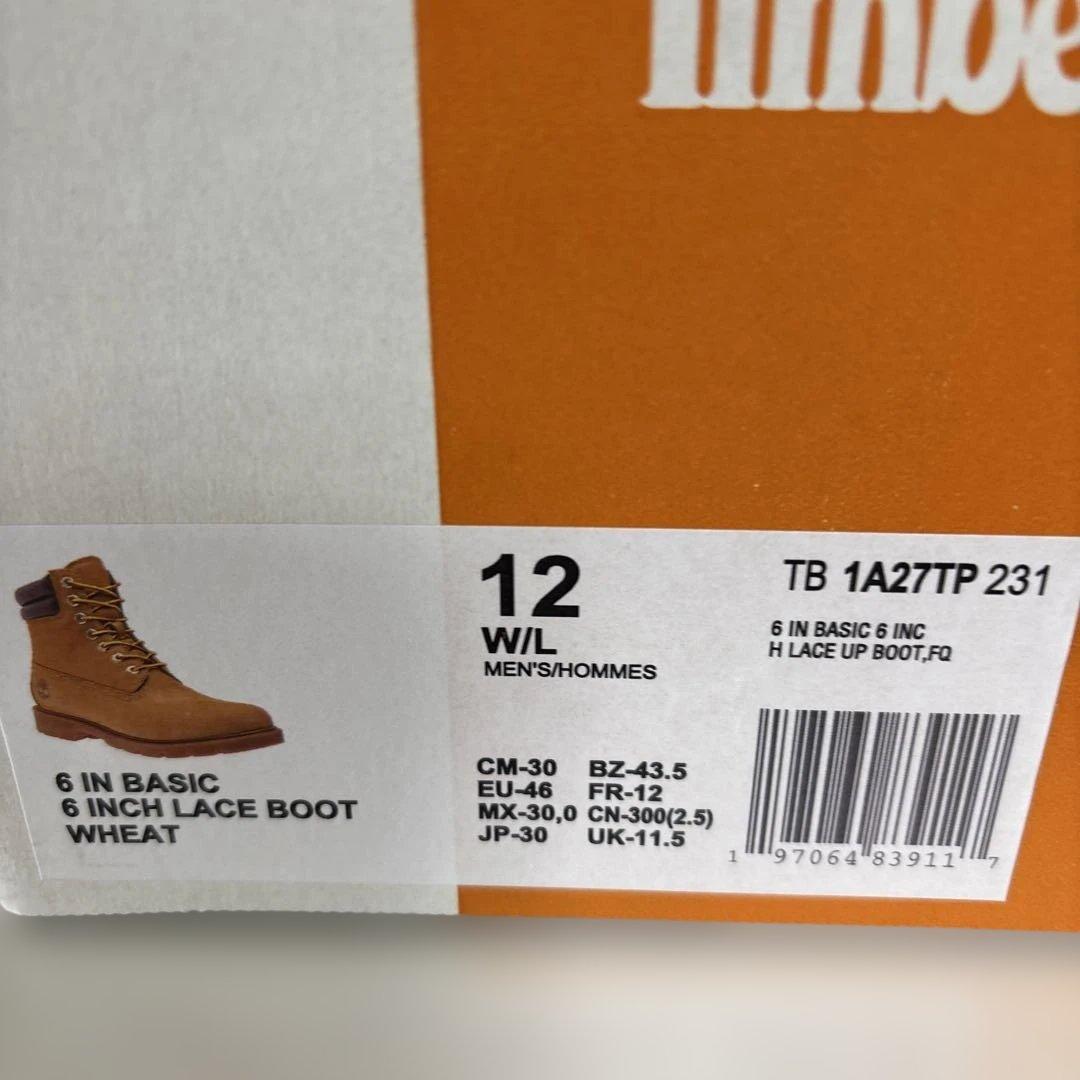 Timbe
12
W/L
MEN'S/HOMMES
TB 1A27TP 231
6 IN BASIC 6 INC
H LACE UP BOOT,FQ
6 IN BASIC
6 INCH LACE BOOT
WHEAT
CM-30 BZ-43.5
EU-46 FR-12
MX-30,0 CN-300(2.5)
JP-30 UK-11.5
1 97064 83911 7